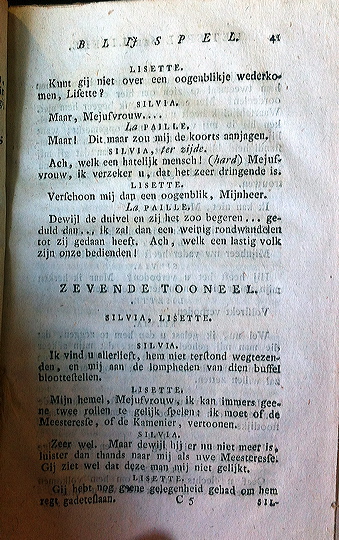 BLIJSPEL. 41
LISETTE.
Kunt gij niet over een oogenblikje wederko-
men, Lisette?
SILVIA.
Maar, Mejufvrouw....
La PAILLE.
Maar! Dit maar zou mij de koorts aanjagen.
SILVIA, ter zijde.
Ach, welk een hatelijk mensch! (hard) Mejuf-
vrouw, ik verzeker u, dat het zeer dringende is.
LISETTE.
Verschoon mij dan een oogenblik, Mijnheer.
La PAILLE.
Dewijl de duivel en zij het zoo begeren... ge-
duld dan.., ik zal dan een weinig rondwandelen
tot zij gedaan heeft. Ach, welk een lastig volk
zijn onze bedienden!
ZEVENDE TOONEEL.
SILVIA, LISETTE.
SILVIA.
Ik vind u allerliefst, hem niet terstond wegtezen-
den, en mij aan de lompheden van dien buffel
blootestellen.
LISETTE.
Mijn hemel, Mejufvrouw, ik kan immers gee-
ne twee rollen te gelijk spelen: ik moet of de
Meesteresse, of de Kamenier, vertoonen.
SILVIA.
Zeer wel. Maar dewijl hij er nu niet meer is,
luister dan thands naar mij als uwe Meesteresse.
Gij ziet wel dat deze man mij niet gelijkt.
LISETTE.
Gij hebt nog geene gelegenheid gehad om hem
regt gadeteslaan.
C 5 SIL-